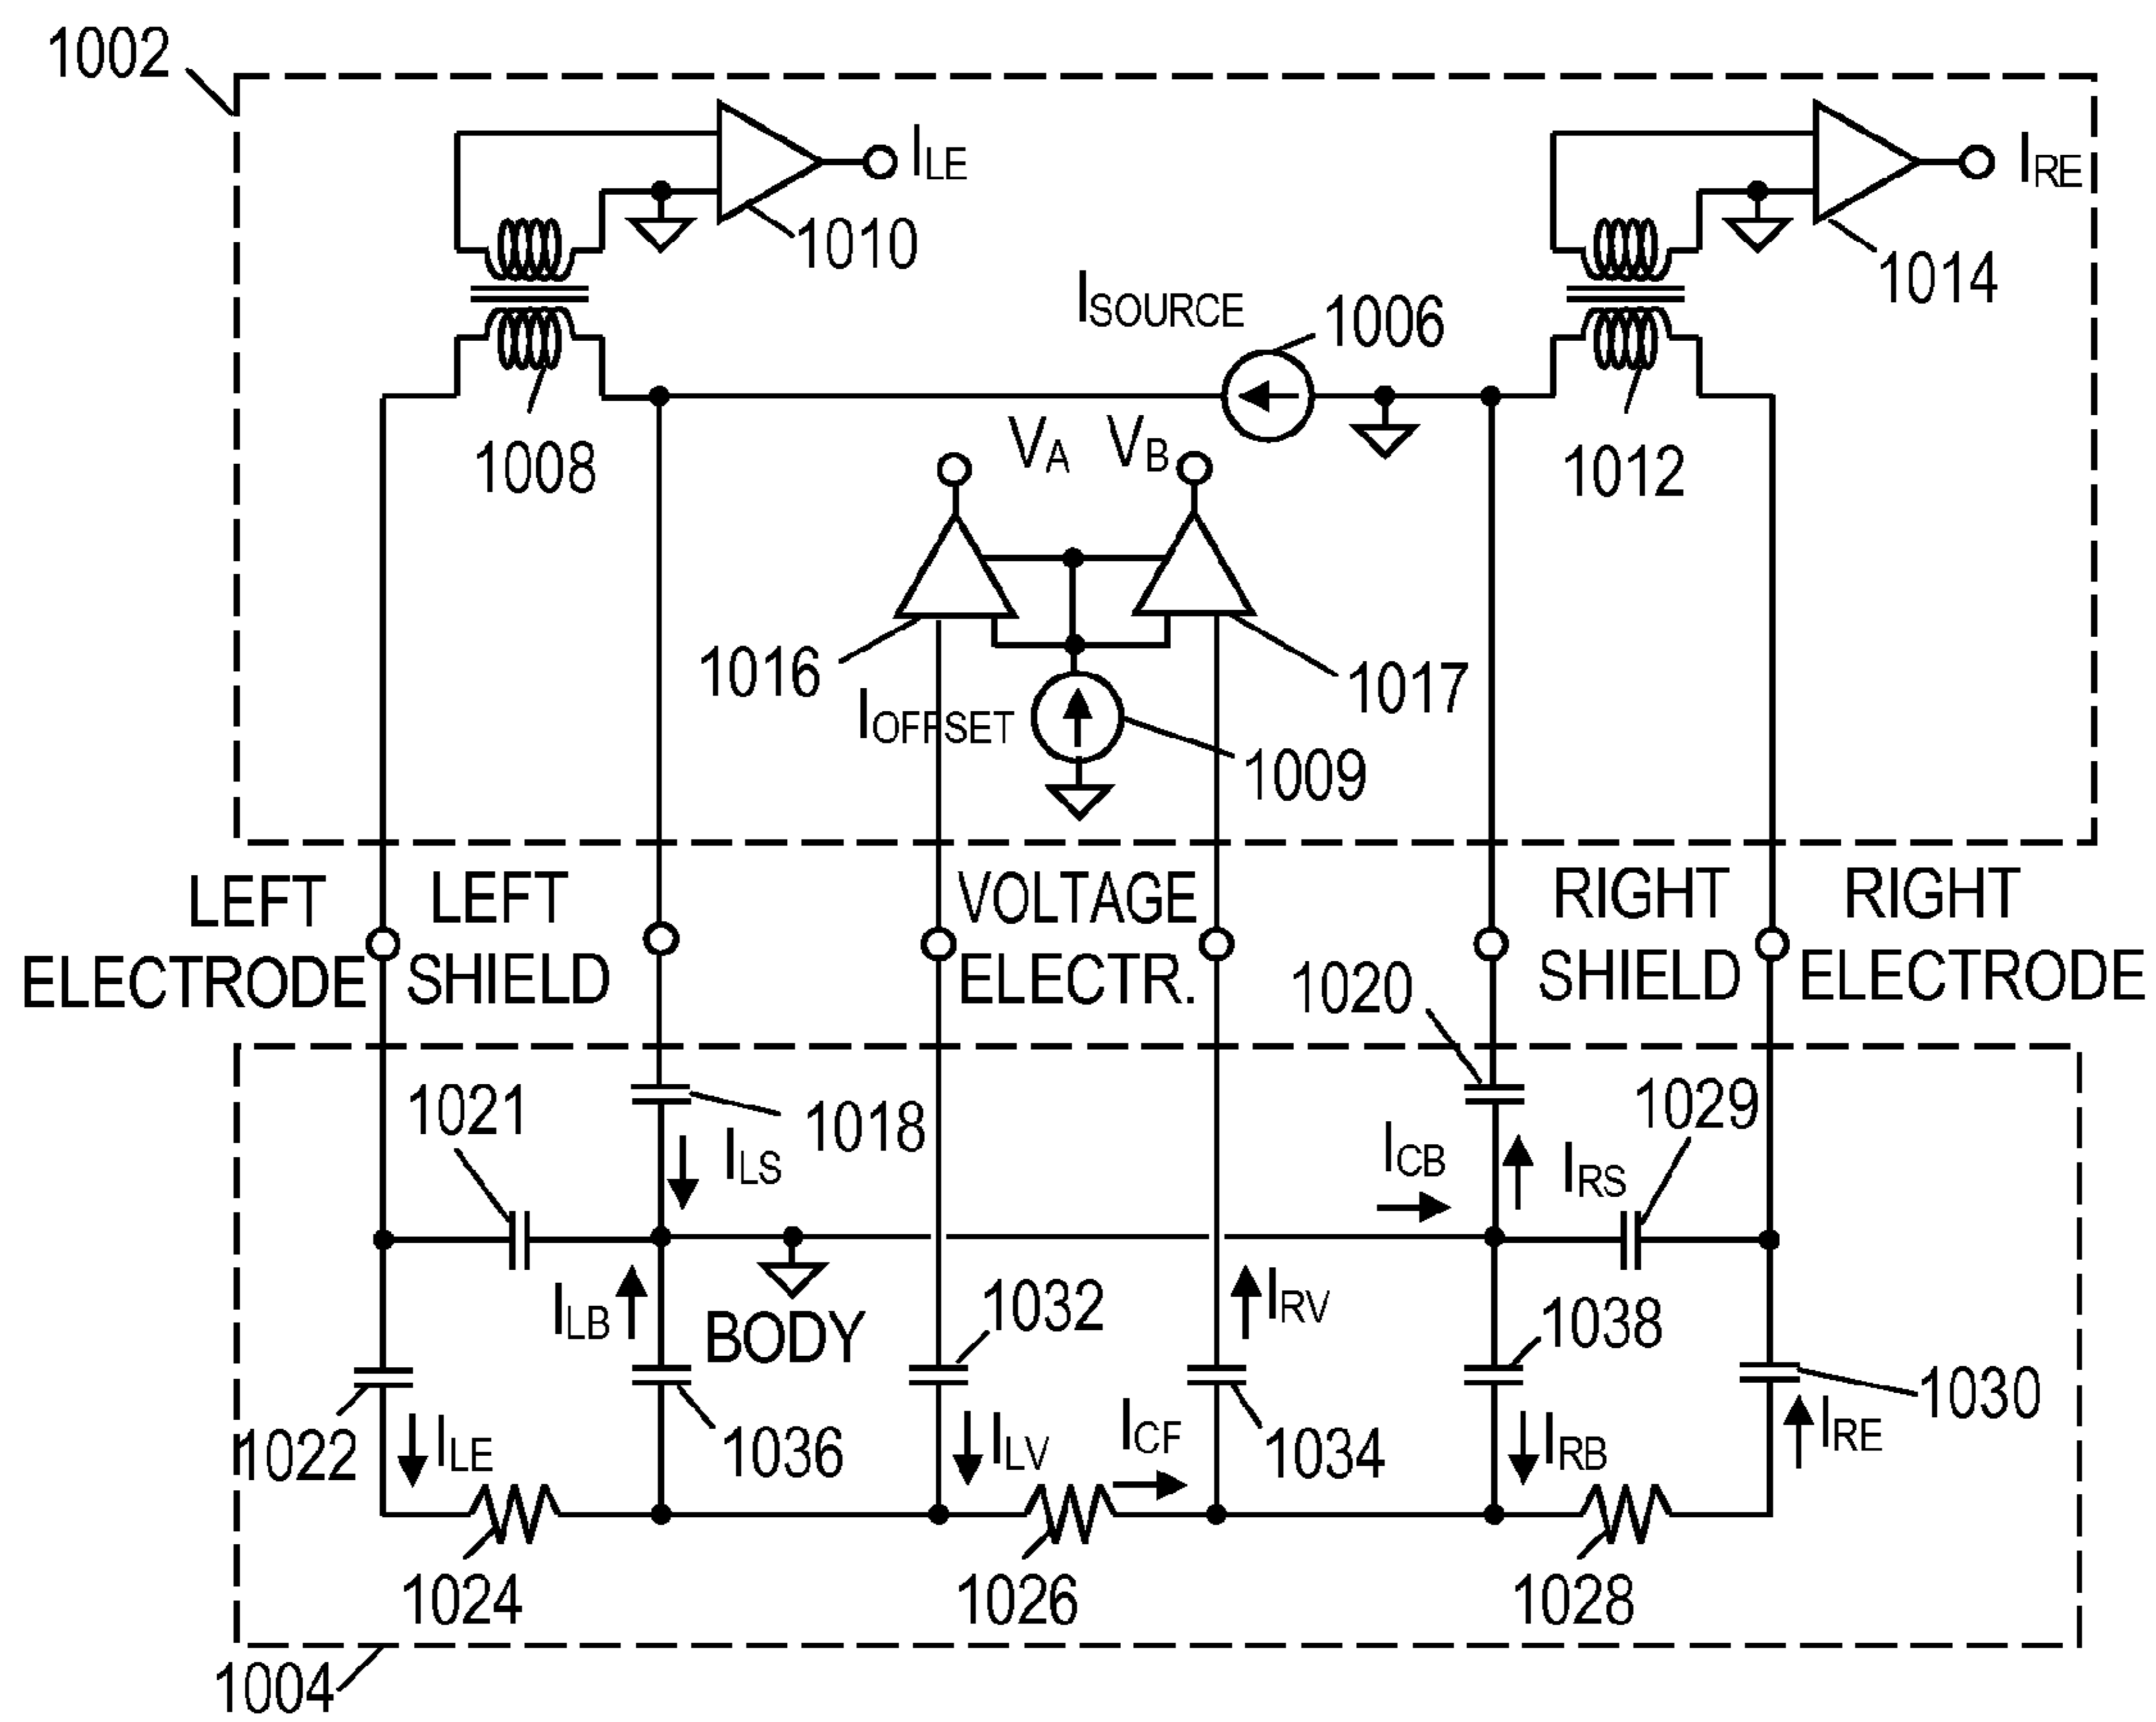 1002
I_LE
I_RE
1010
1014
I_SOURCE
1006
1008
V_A
V_B
1012
1016
1017
I_OFFSET
1009
LEFT
ELECTRODE
LEFT
SHIELD
VOLTAGE
ELECTR.
RIGHT
SHIELD
RIGHT
ELECTRODE
1020
1021
1018
1029
I_LS
I_CB
I_RS
I_LB
BODY
1032
I_RV
1038
1030
1022
I_LE
1036
I_LV
I_CF
1034
I_RB
I_RE
1024
1026
1028
1004